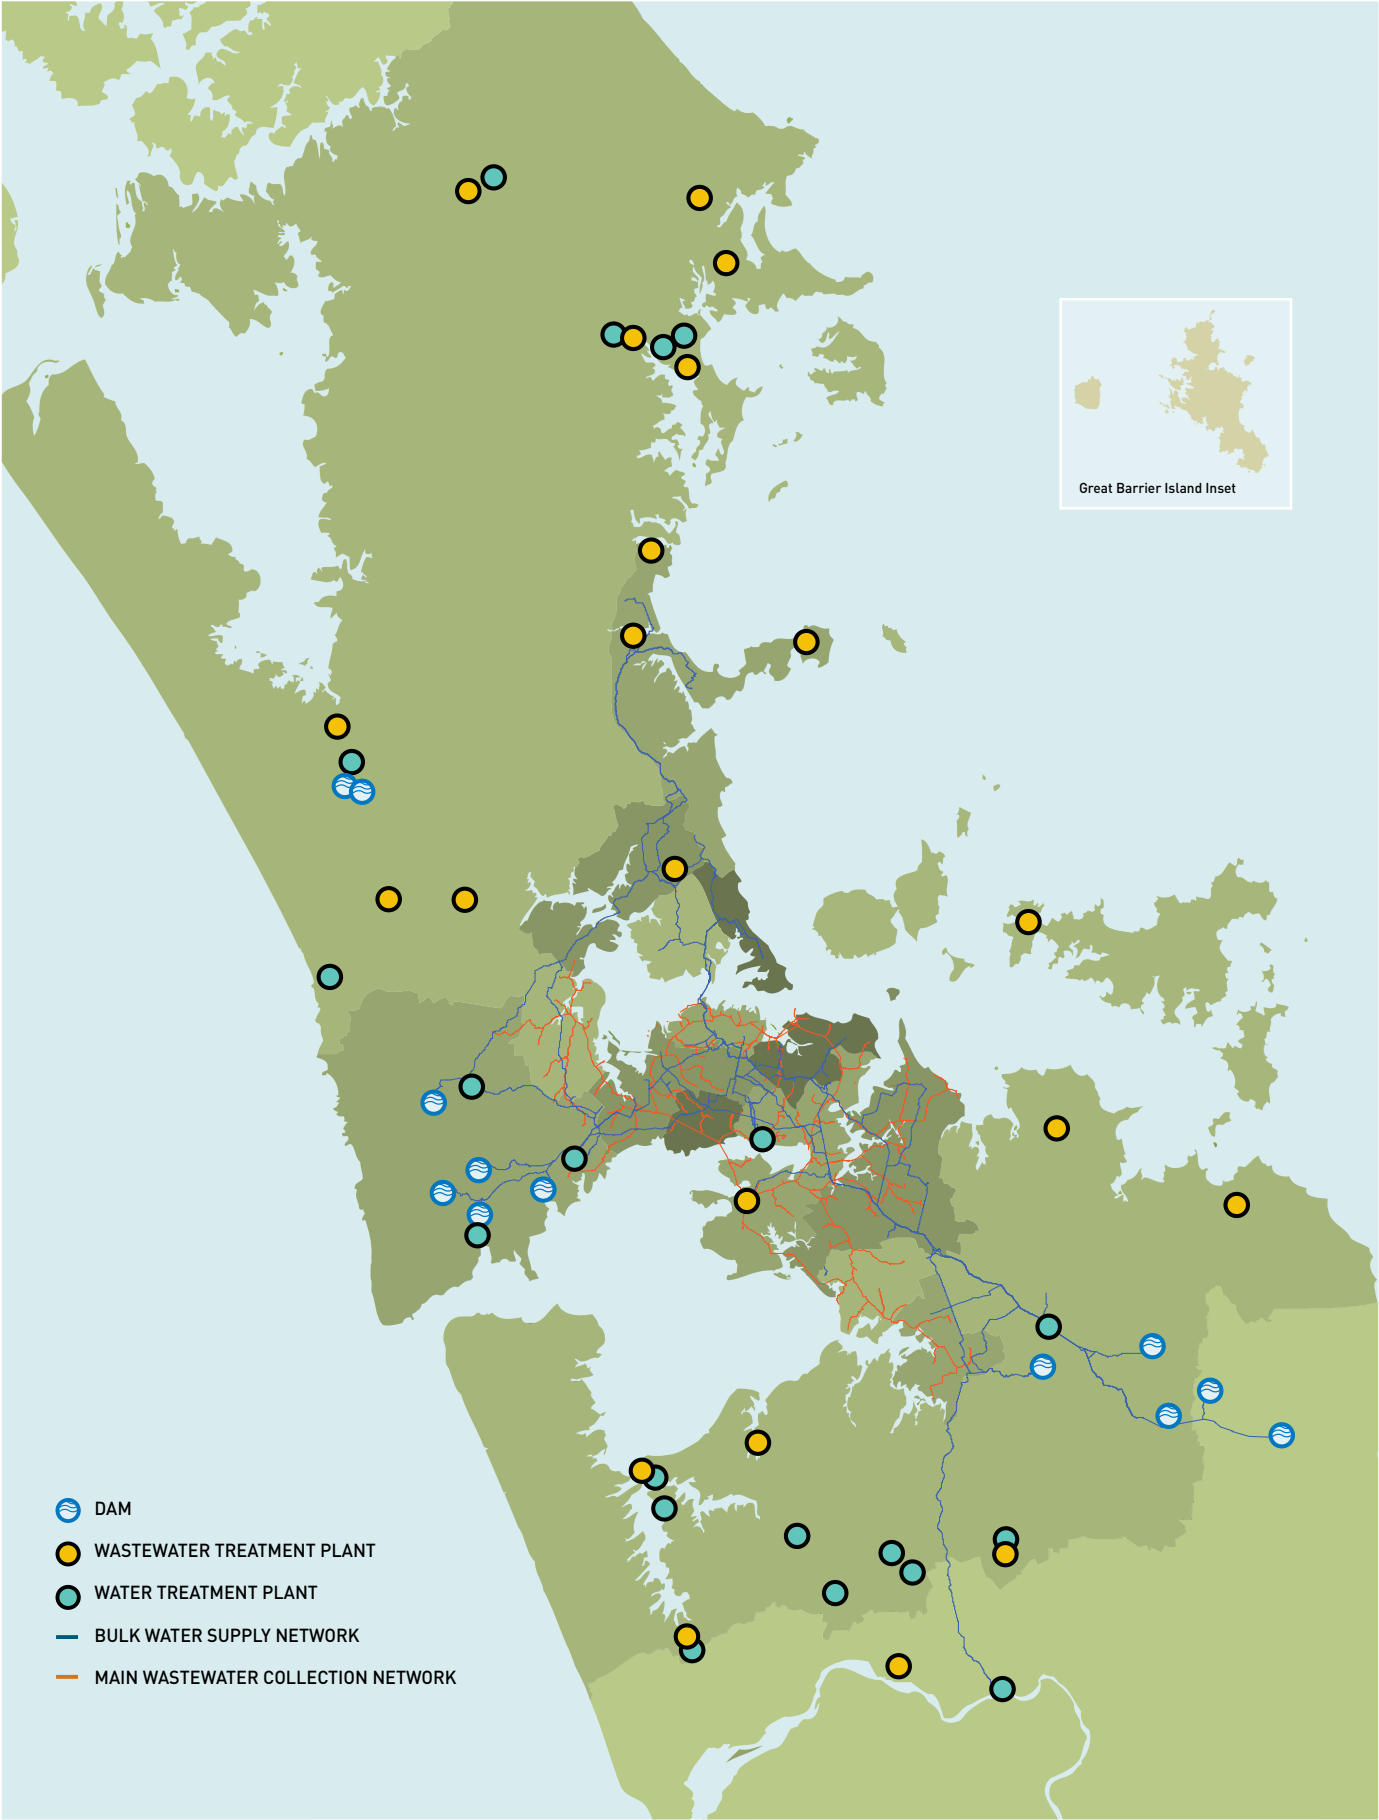 Great Barrier Island Inset
DAM
WASTEWATER TREATMENT PLANT
WATER TREATMENT PLANT
BULK WATER SUPPLY NETWORK
MAIN WASTEWATER COLLECTION NETWORK